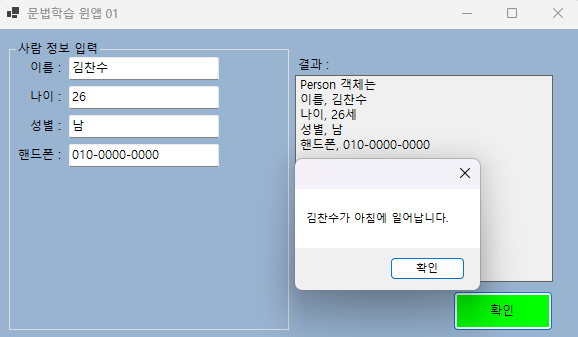 문법학습 윈앱 01
사람 정보 입력
이름 : 김찬수
나이 : 26
성별 : 남
핸드폰 : 010-0000-0000
결과 :
Person 객체는
이름, 김찬수
나이, 26세
성별, 남
핸드폰, 010-0000-0000
김찬수가 아침에 일어납니다.
확인
확인